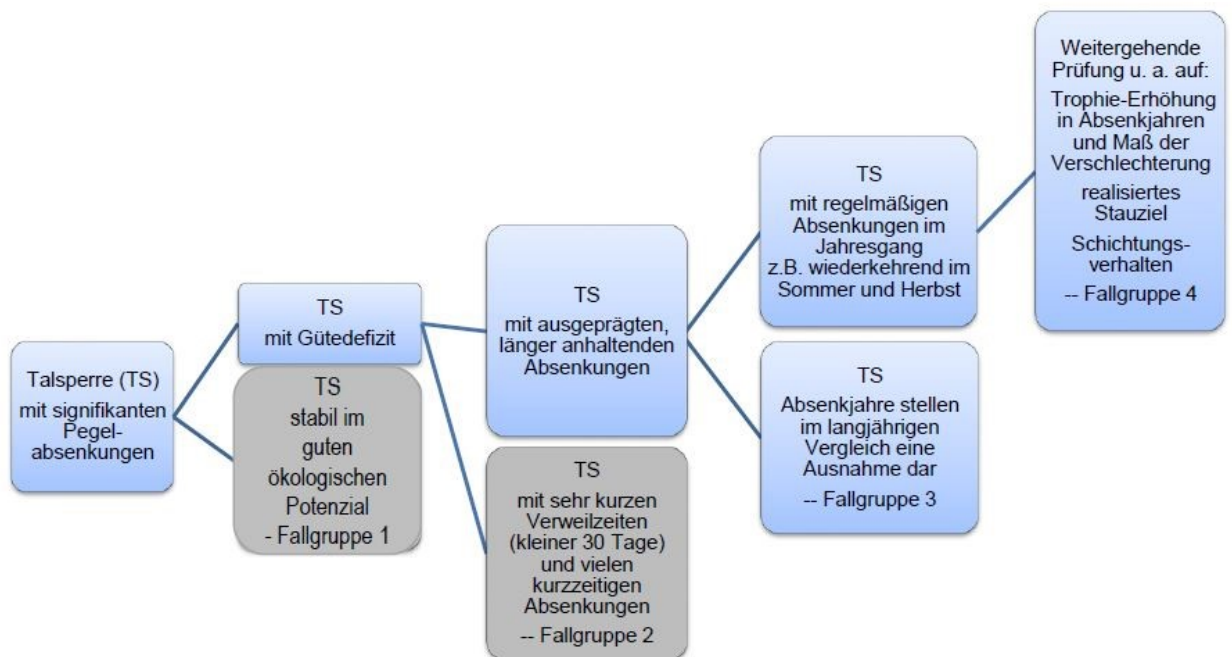 Talsperre (TS)
mit signifikanten
Pegel-
absenkungen
TS
mit Gütedefizit
TS
stabil im
guten
ökologischen
Potenzial
- Fallgruppe 1
TS
mit ausgeprägten,
länger anhaltenden
Absenkungen
TS
mit sehr kurzen
Verweilzeiten
(kleiner 30 Tage)
und vielen
kurzzeitigen
Absenkungen
-- Fallgruppe 2
TS
mit regelmäßigen
Absenkungen im
Jahresgang
z.B. wiederkehrend im
Sommer und Herbst
TS
Absenkjahre stellen
im langjährigen
Vergleich eine
Ausnahme dar
-- Fallgruppe 3
Weitergehende
Prüfung u. a. auf:
Trophie-Erhöhung
in Absenkjahren
und Maß der
Verschlechterung
realisiertes
Stauziel
Schichtungs-
verhalten
-- Fallgruppe 4